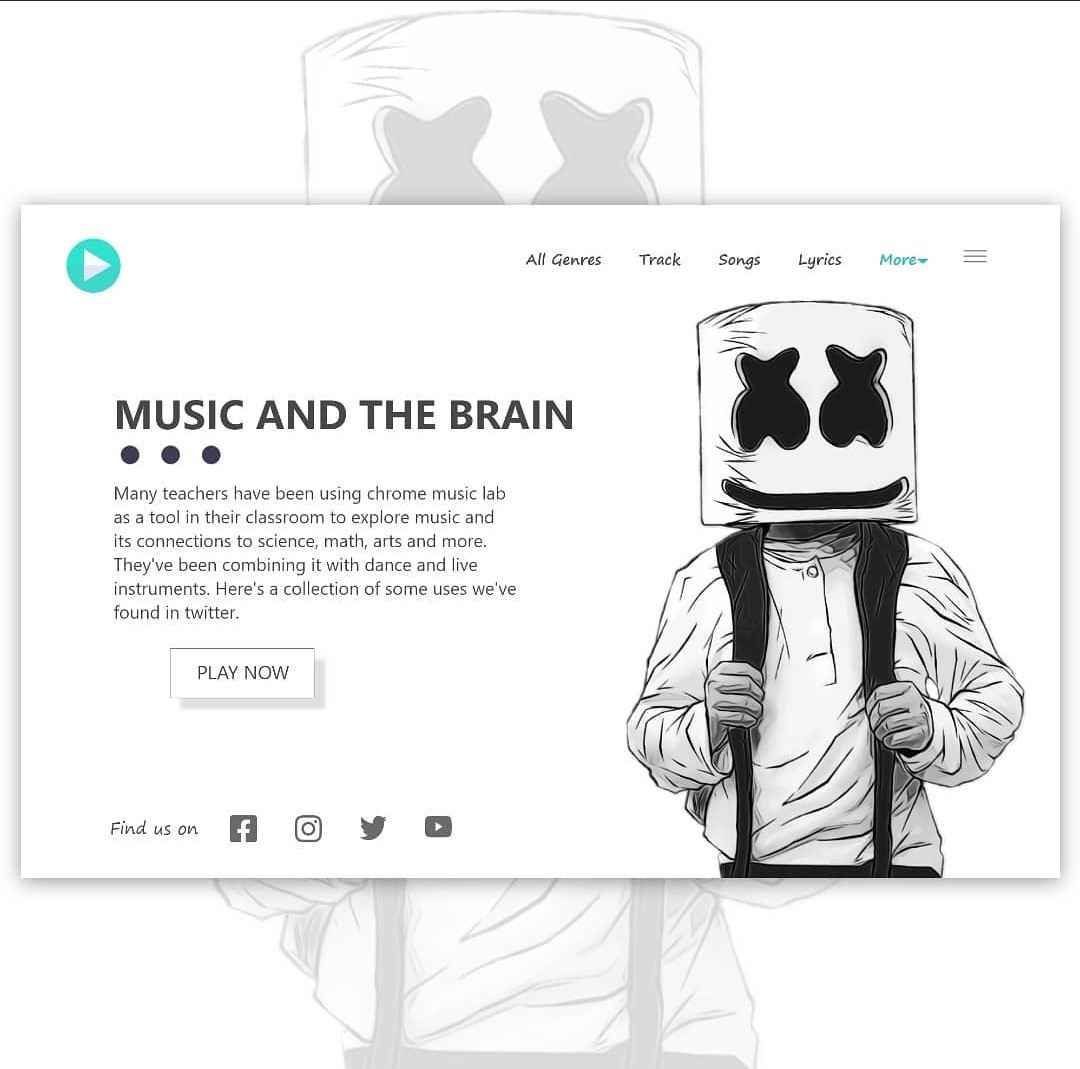 All Genres Track Songs Lyrics More
MUSIC AND THE BRAIN
Many teachers have been using chrome music lab
as a tool in their classroom to explore music and
its connections to science, math, arts and more.
They've been combining it with dance and live
instruments. Here's a collection of some uses we've
found in twitter.
PLAY NOW
Find us on